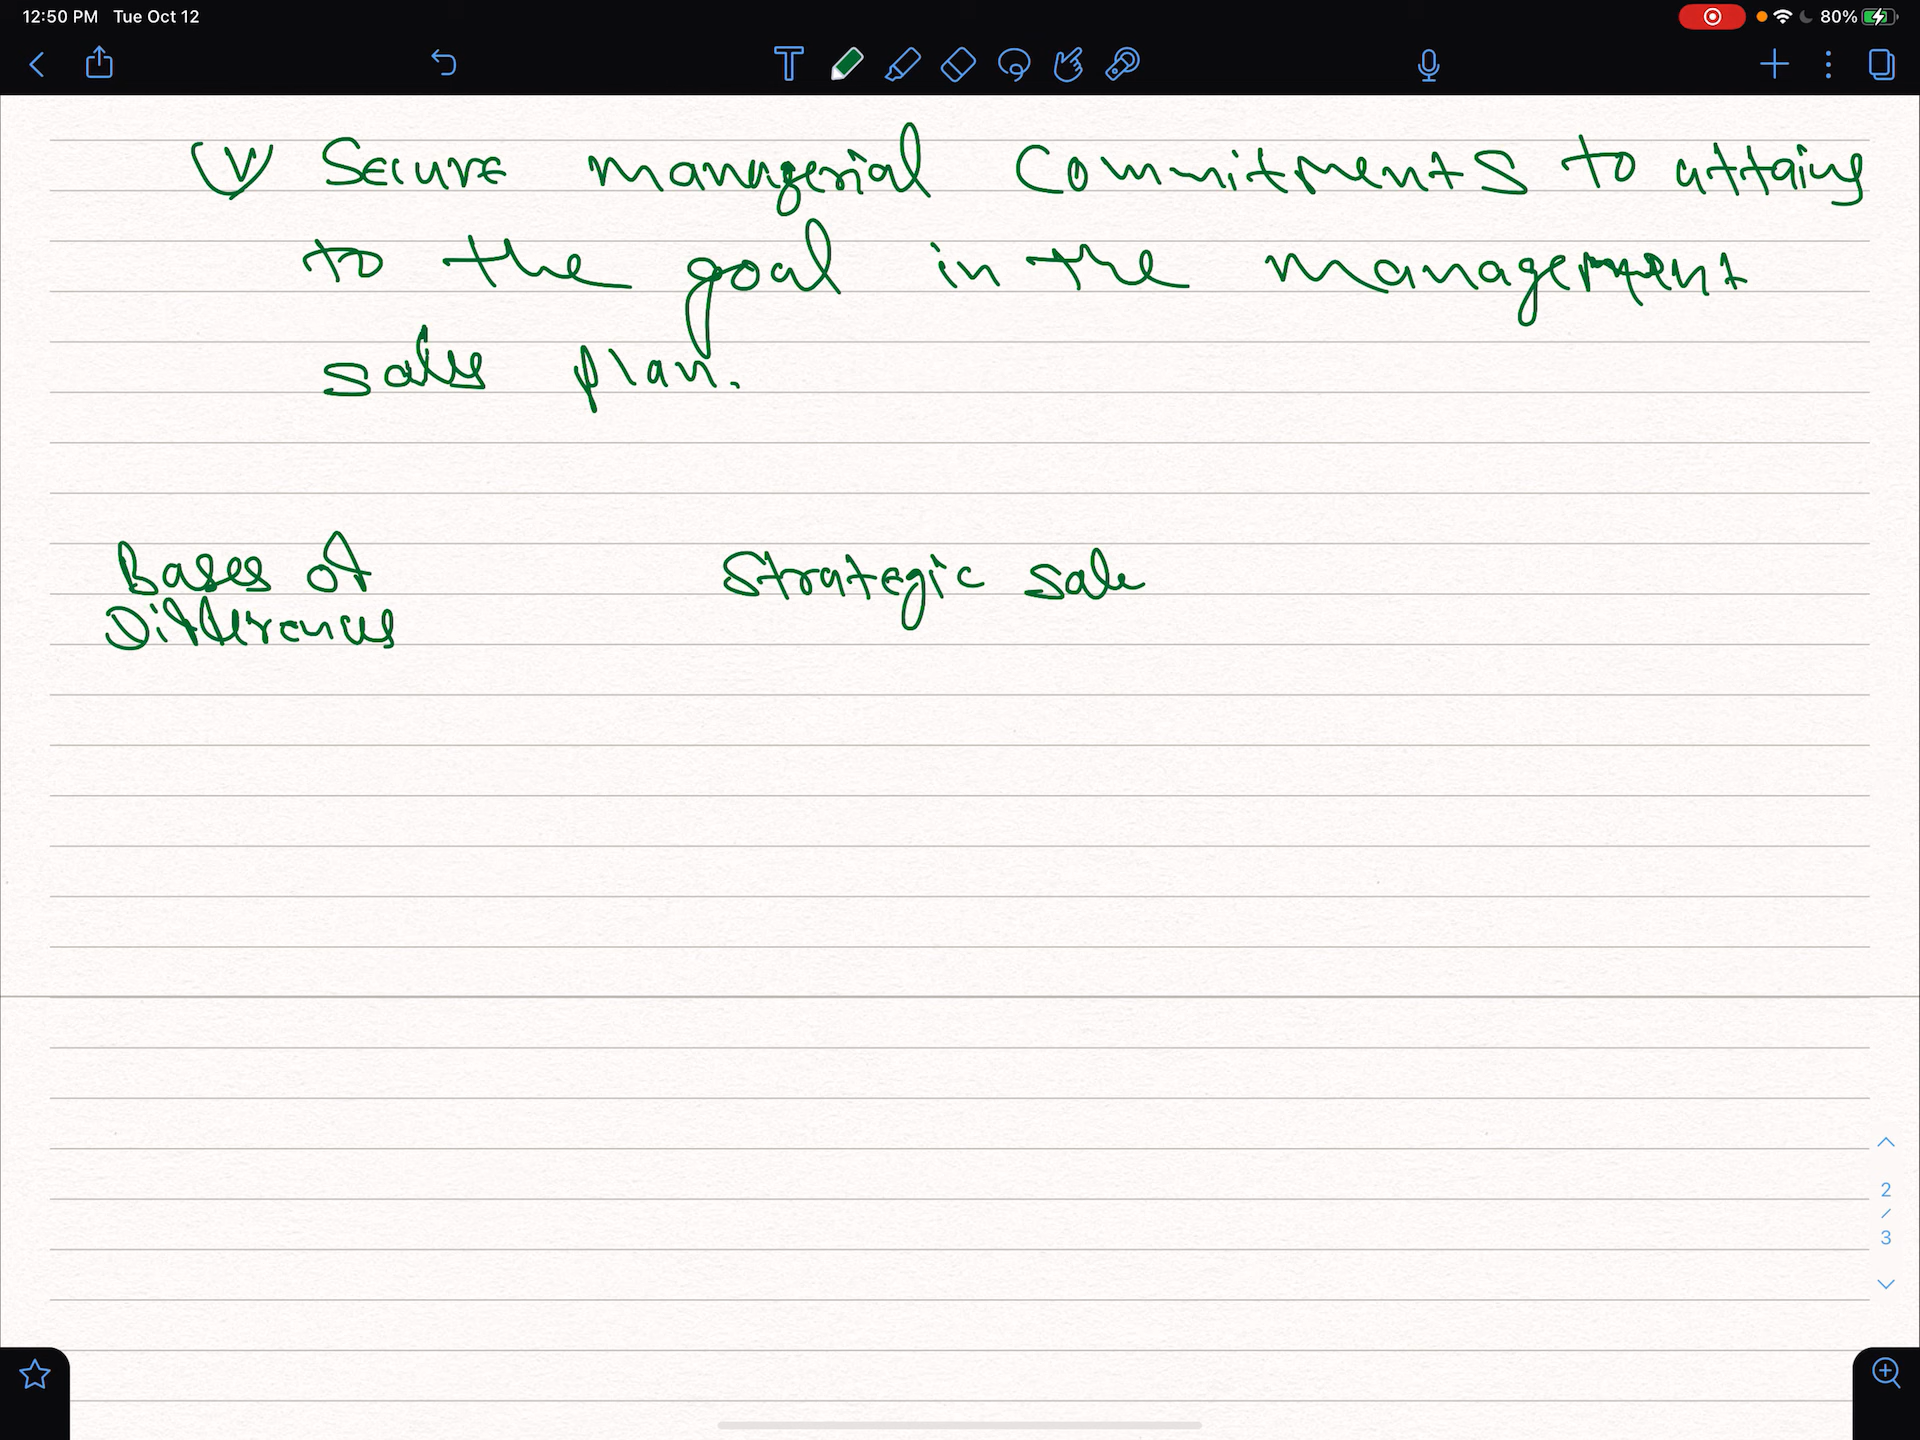 12:50 PM Tue Oct 12
80%
(V) Secure managerial Commitments to attaing
to the goal in the management
sales plan.
Bases of Strategic sale
Differences
2
/
3